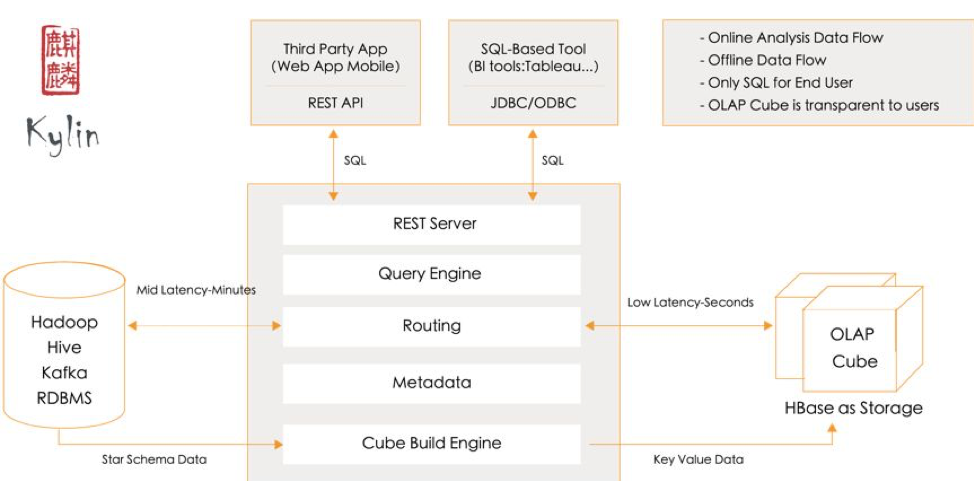 麒
麟
Kylin
Third Party App
(Web App Mobile)
REST API
SQL-Based Tool
(BI tools:Tableau...)
JDBC/ODBC
- Online Analysis Data Flow
- Offline Data Flow
- Only SQL for End User
- OLAP Cube is transparent to users
SQL
SQL
REST Server
Query Engine
Mid Latency-Minutes
Routing
Low Latency-Seconds
Metadata
Cube Build Engine
Hadoop
Hive
Kafka
RDBMS
OLAP
Cube
HBase as Storage
Star Schema Data
Key Value Data